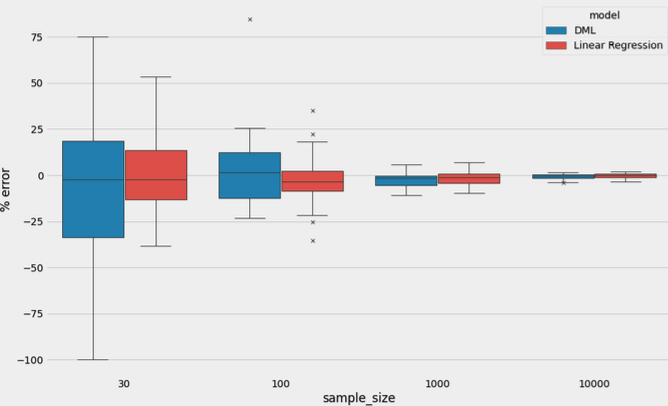 model
DML
Linear Regression
75
50
25
0
−25
−50
−75
−100
% error
30 100 1000 10000
sample_size